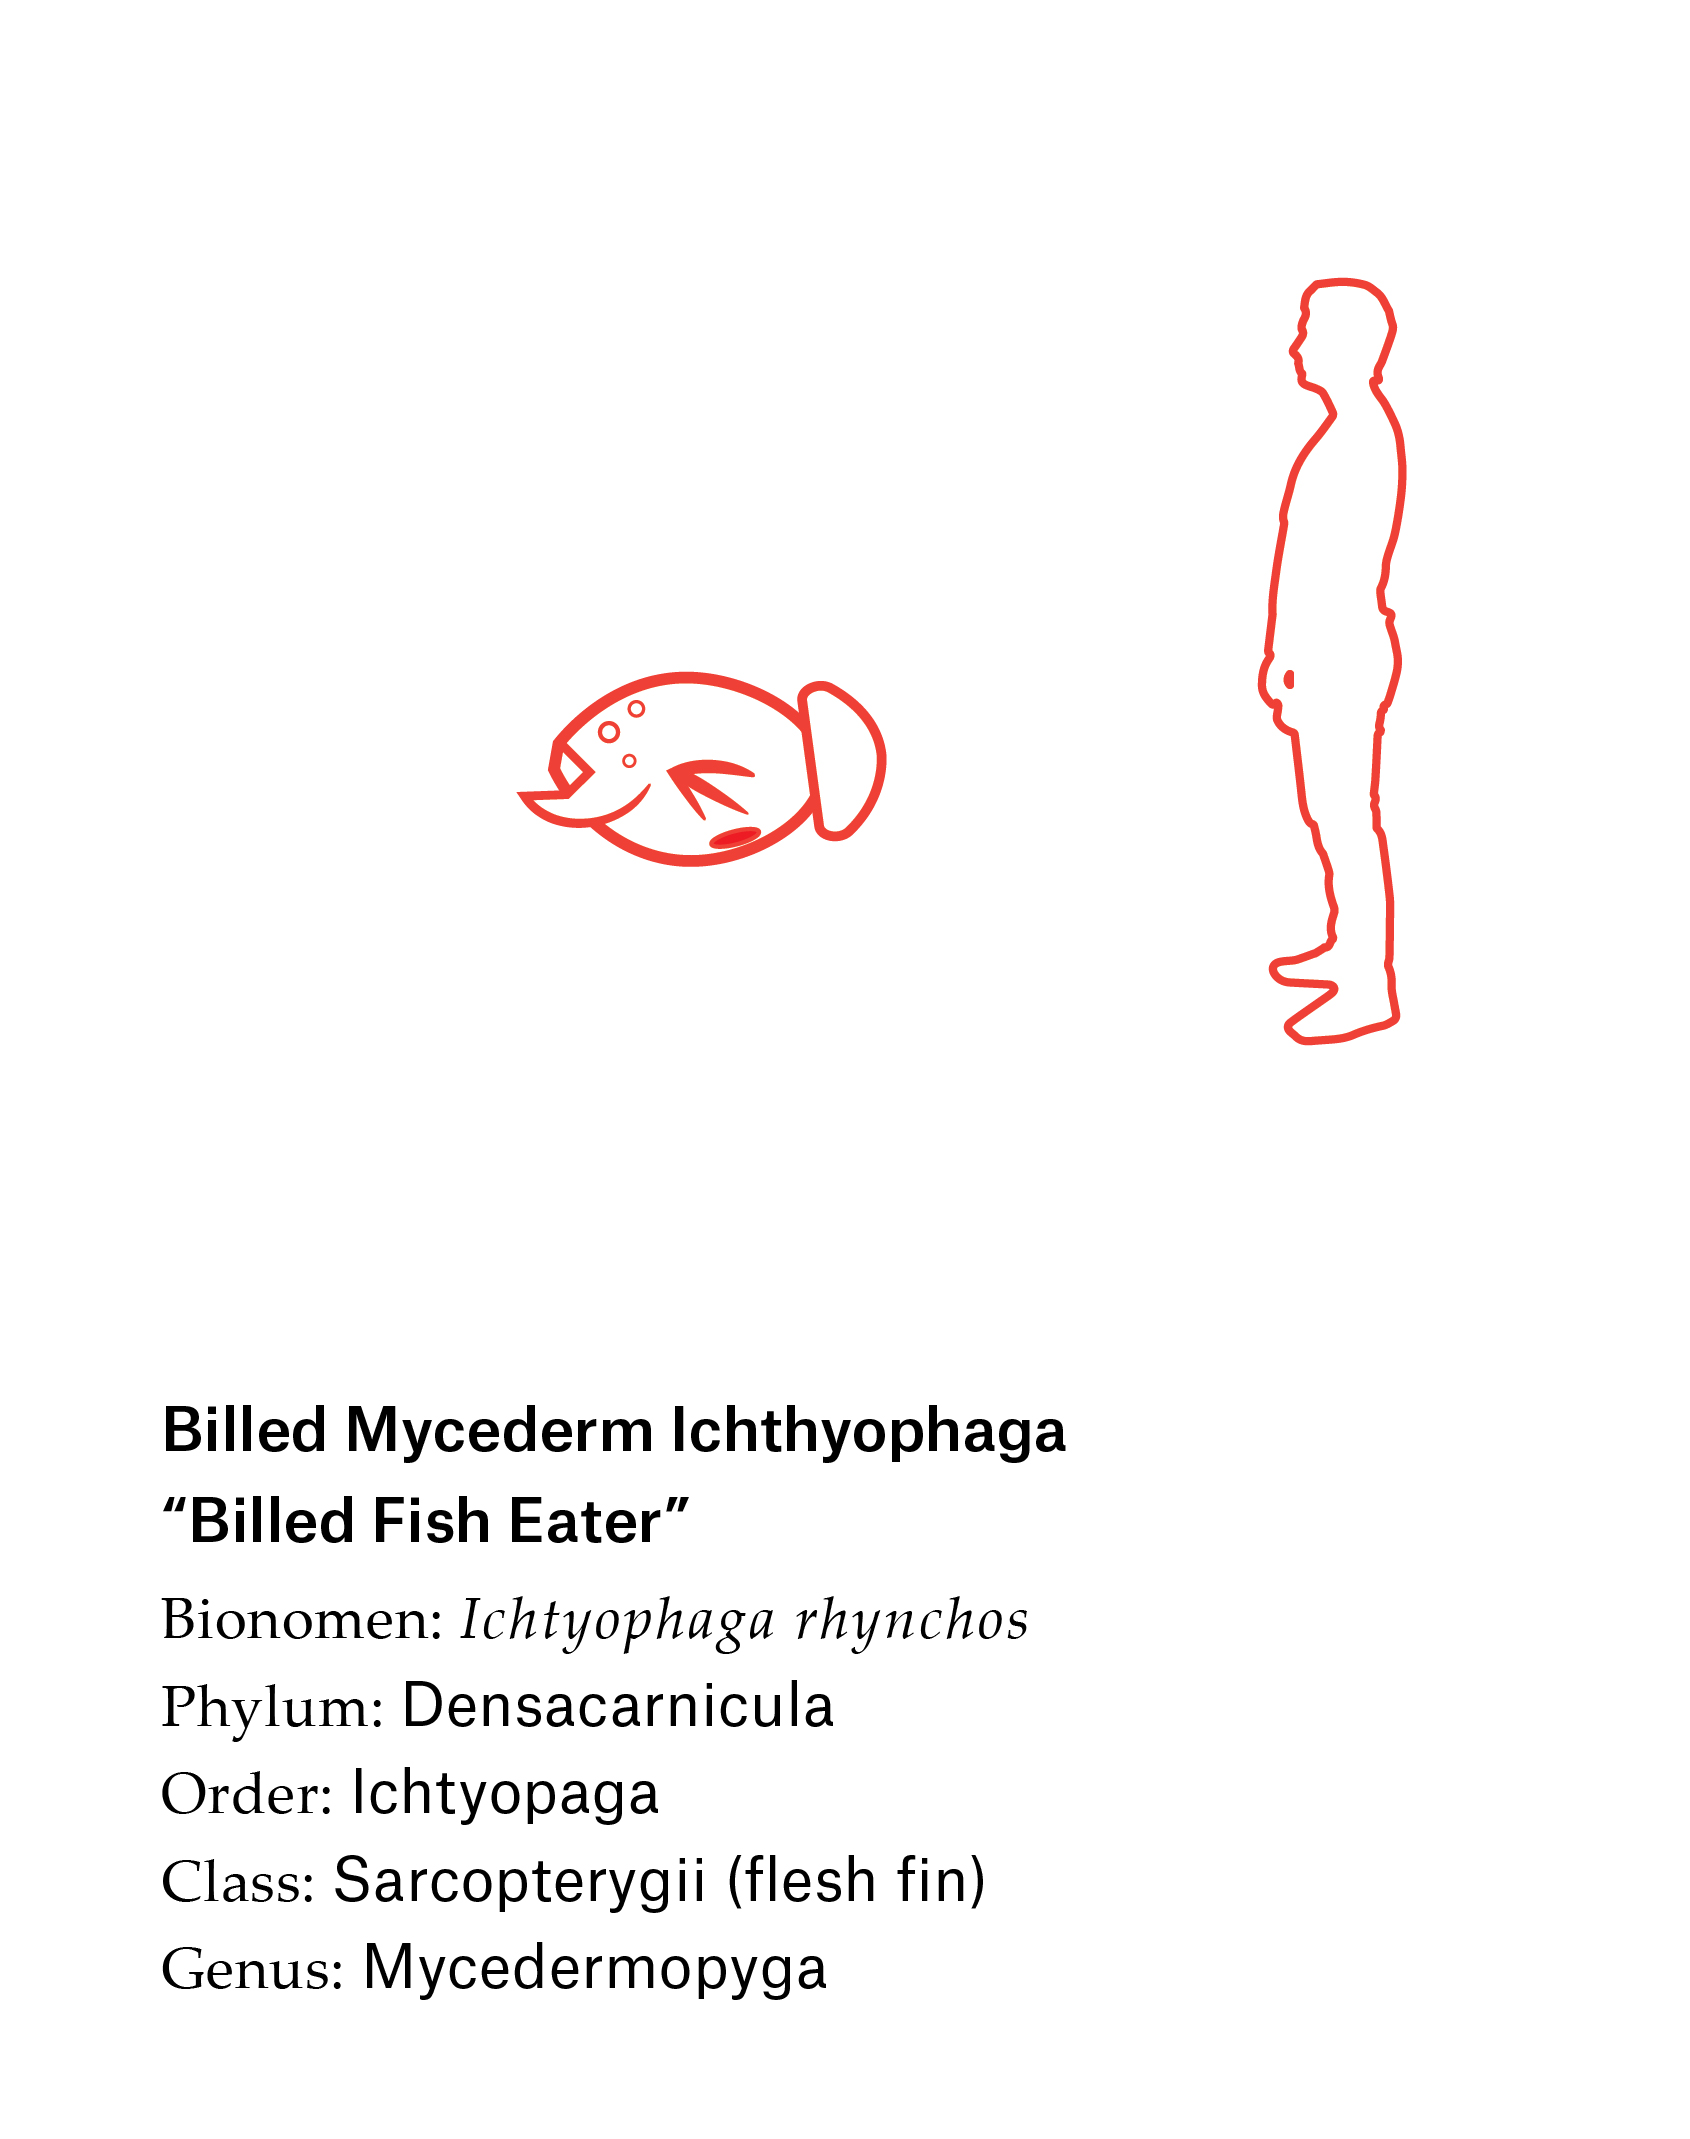 Billed Mycederm Ichthyophaga
“Billed Fish Eater”
Bionomen: Ichtyophaga rhynchos
Phylum: Densacarnicula
Order: Ichtyopaga
Class: Sarcopterygii (flesh fin)
Genus: Mycedermopyga